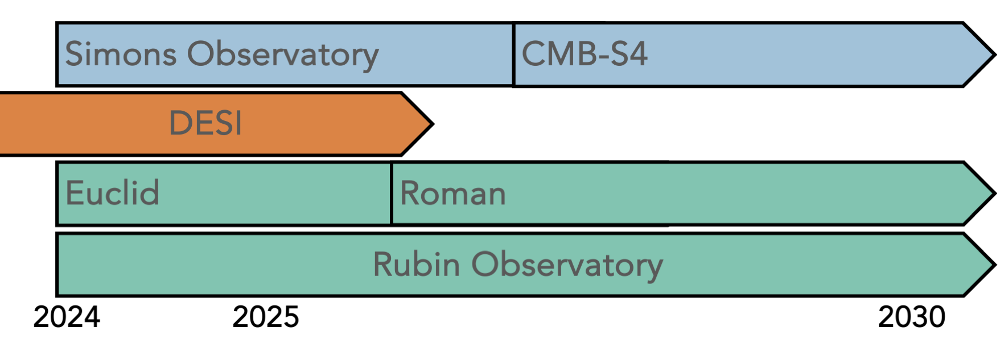 Simons Observatory
CMB-S4
DESI
Euclid
Roman
Rubin Observatory
2024
2025
2030